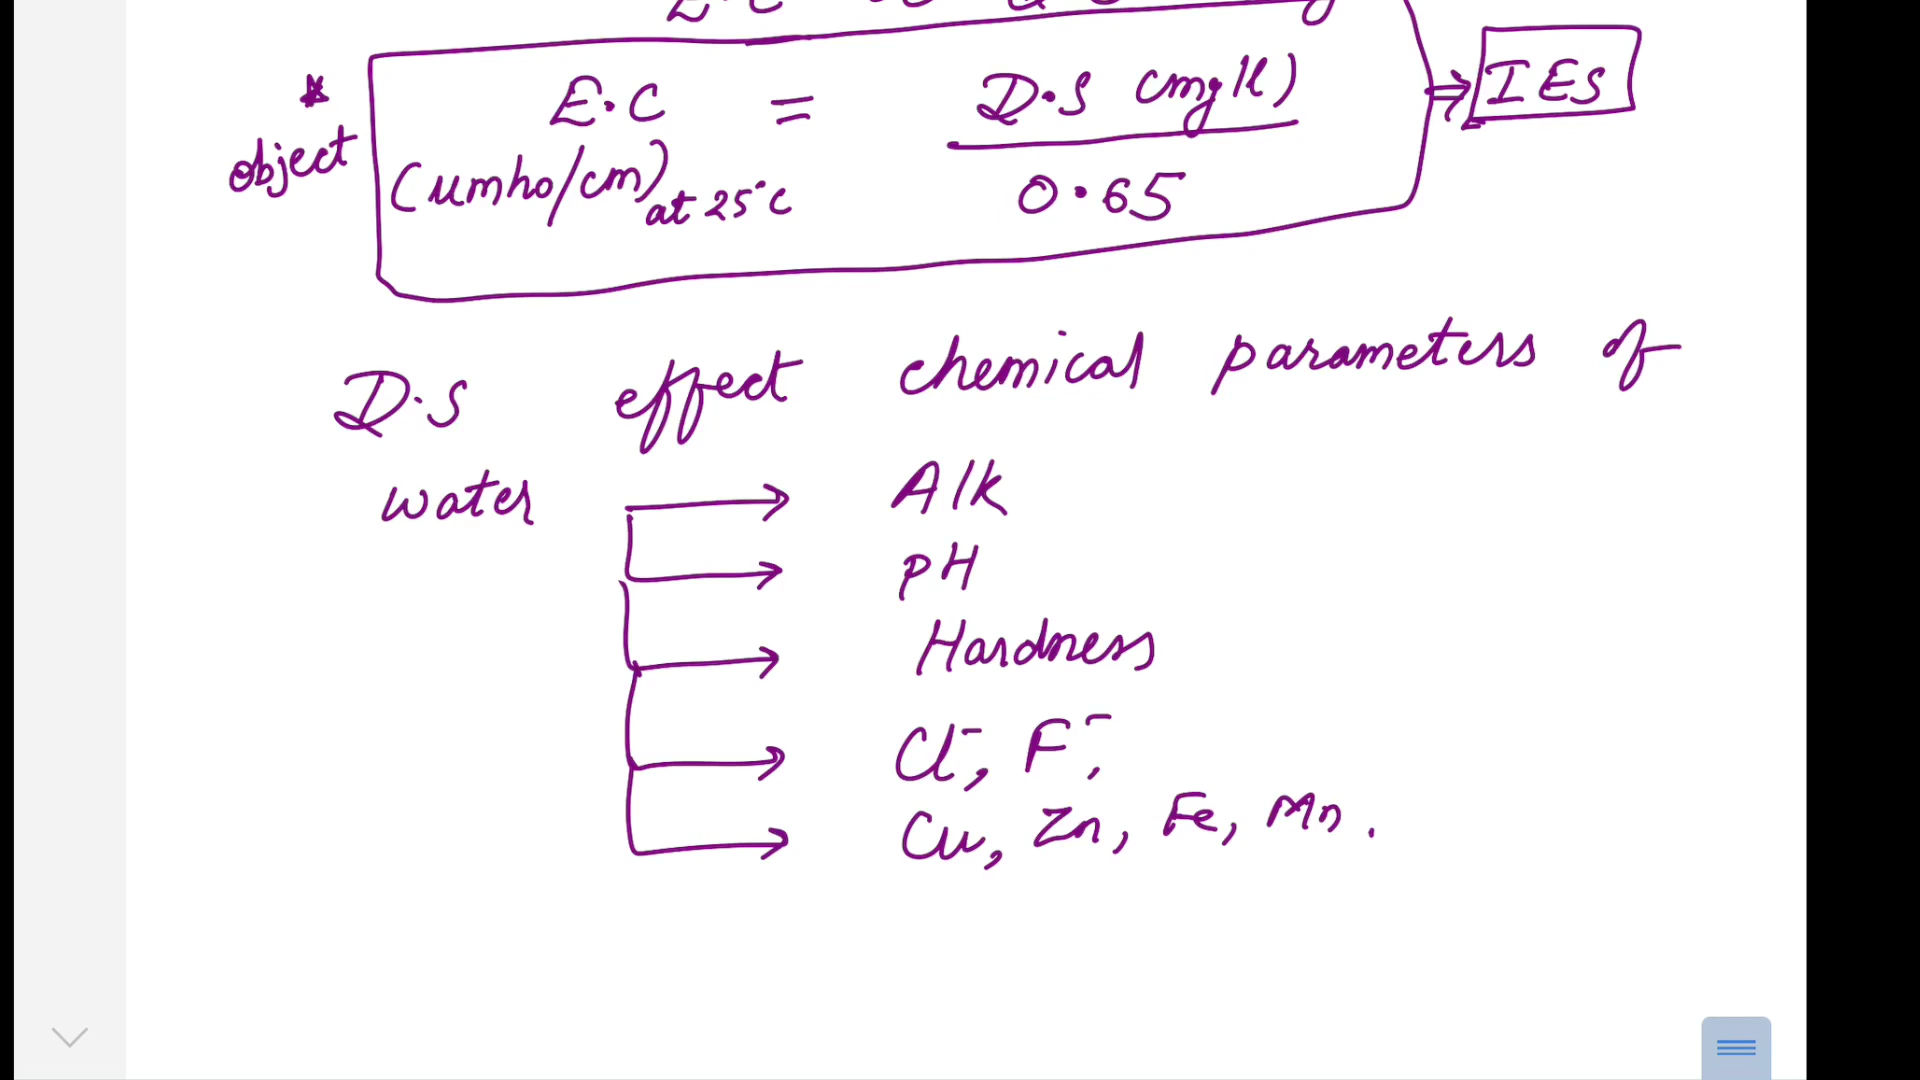 * E.C = D.S (mg/l) ⇒ IES
object (umho/cm) at 25°C 0.65
D.S effect chemical parameters of
water → Alk
→ pH
→ Hardness
→ Cl⁻, F⁻,
→ Cu, Zn, Fe, Mn.